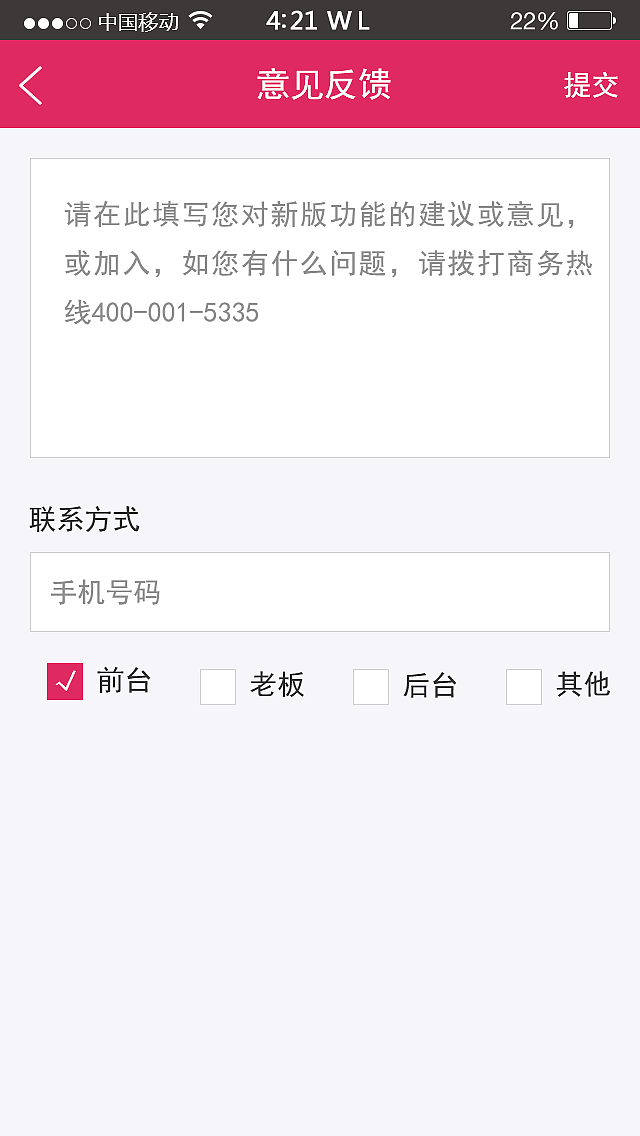 中国移动 4:21 W L 22%
意见反馈 提交
请在此填写您对新版功能的建议或意见，
或加入，如您有什么问题，请拨打商务热
线400-001-5335
联系方式
手机号码
前台 老板 后台 其他